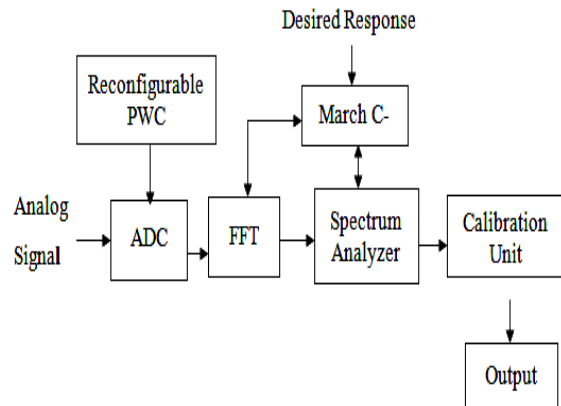 Desired Response
Reconfigurable
PWC
March C-
Analog
Signal
ADC
FFT
Spectrum
Analyzer
Calibration
Unit
Output